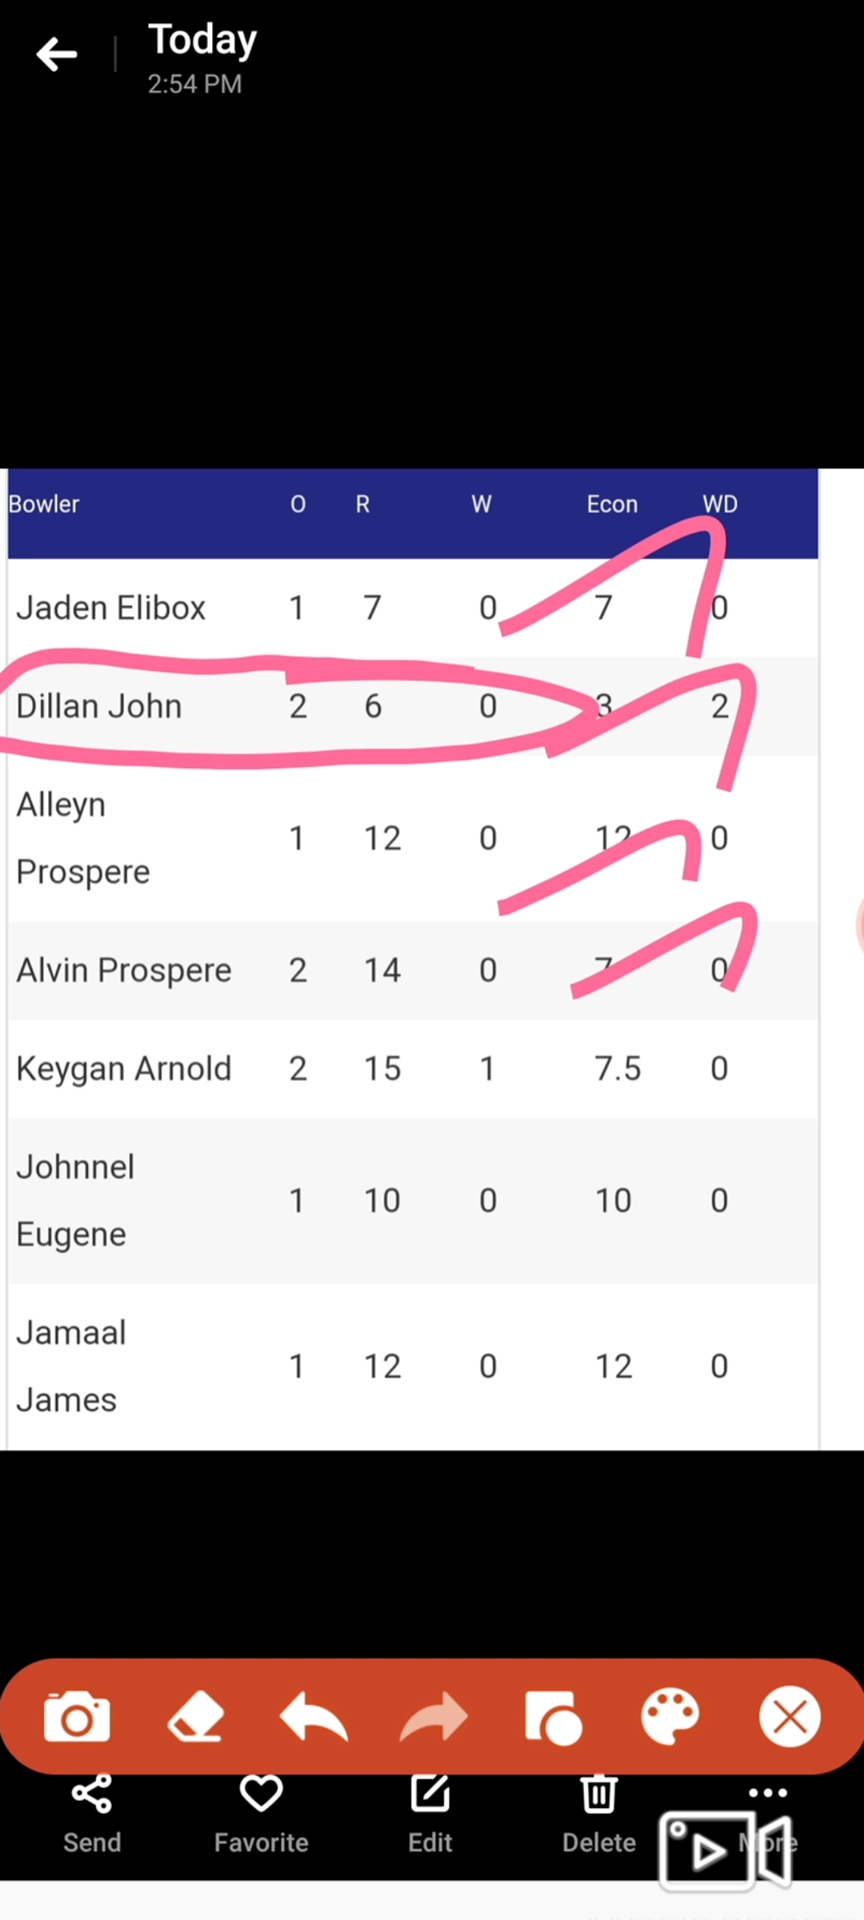 Today
2:54 PM
Bowler O R W Econ WD
Jaden Elibox 1 7 0 7 0
Dillan John 2 6 0 3 2
Alleyn
Prospere
1 12 0 12 0
Alvin Prospere 2 14 0 7 0
Keygan Arnold 2 15 1 7.5 0
Johnnel
Eugene
1 10 0 10 0
Jamaal
James
1 12 0 12 0
Send Favorite Edit Delete More